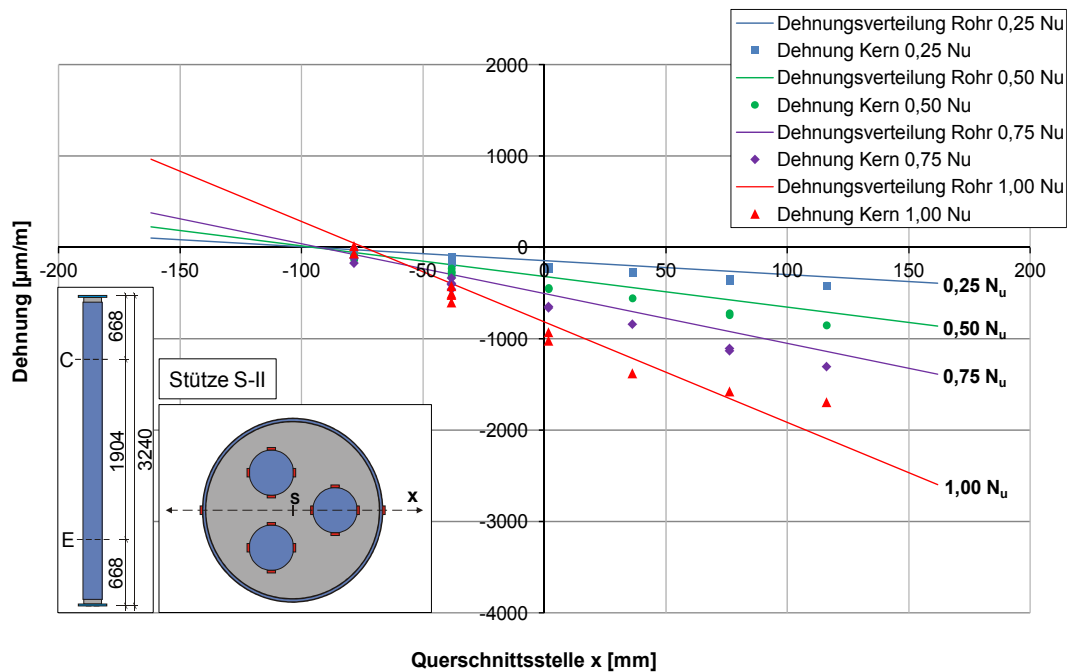 Dehnungsverteilung Rohr 0,25 Nu
Dehnung Kern 0,25 Nu
Dehnungsverteilung Rohr 0,50 Nu
Dehnung Kern 0,50 Nu
Dehnungsverteilung Rohr 0,75 Nu
Dehnung Kern 0,75 Nu
Dehnungsverteilung Rohr 1,00 Nu
Dehnung Kern 1,00 Nu
2000
1000
0
-1000
-2000
-3000
-4000
-200
-150
-100
-50
0
50
100
150
200
Dehnung [µm/m]
Querschnittsstelle x [mm]
0,25 Nu
0,50 Nu
0,75 Nu
1,00 Nu
668
C
1904
3240
E
668
Stütze S-II
S
x